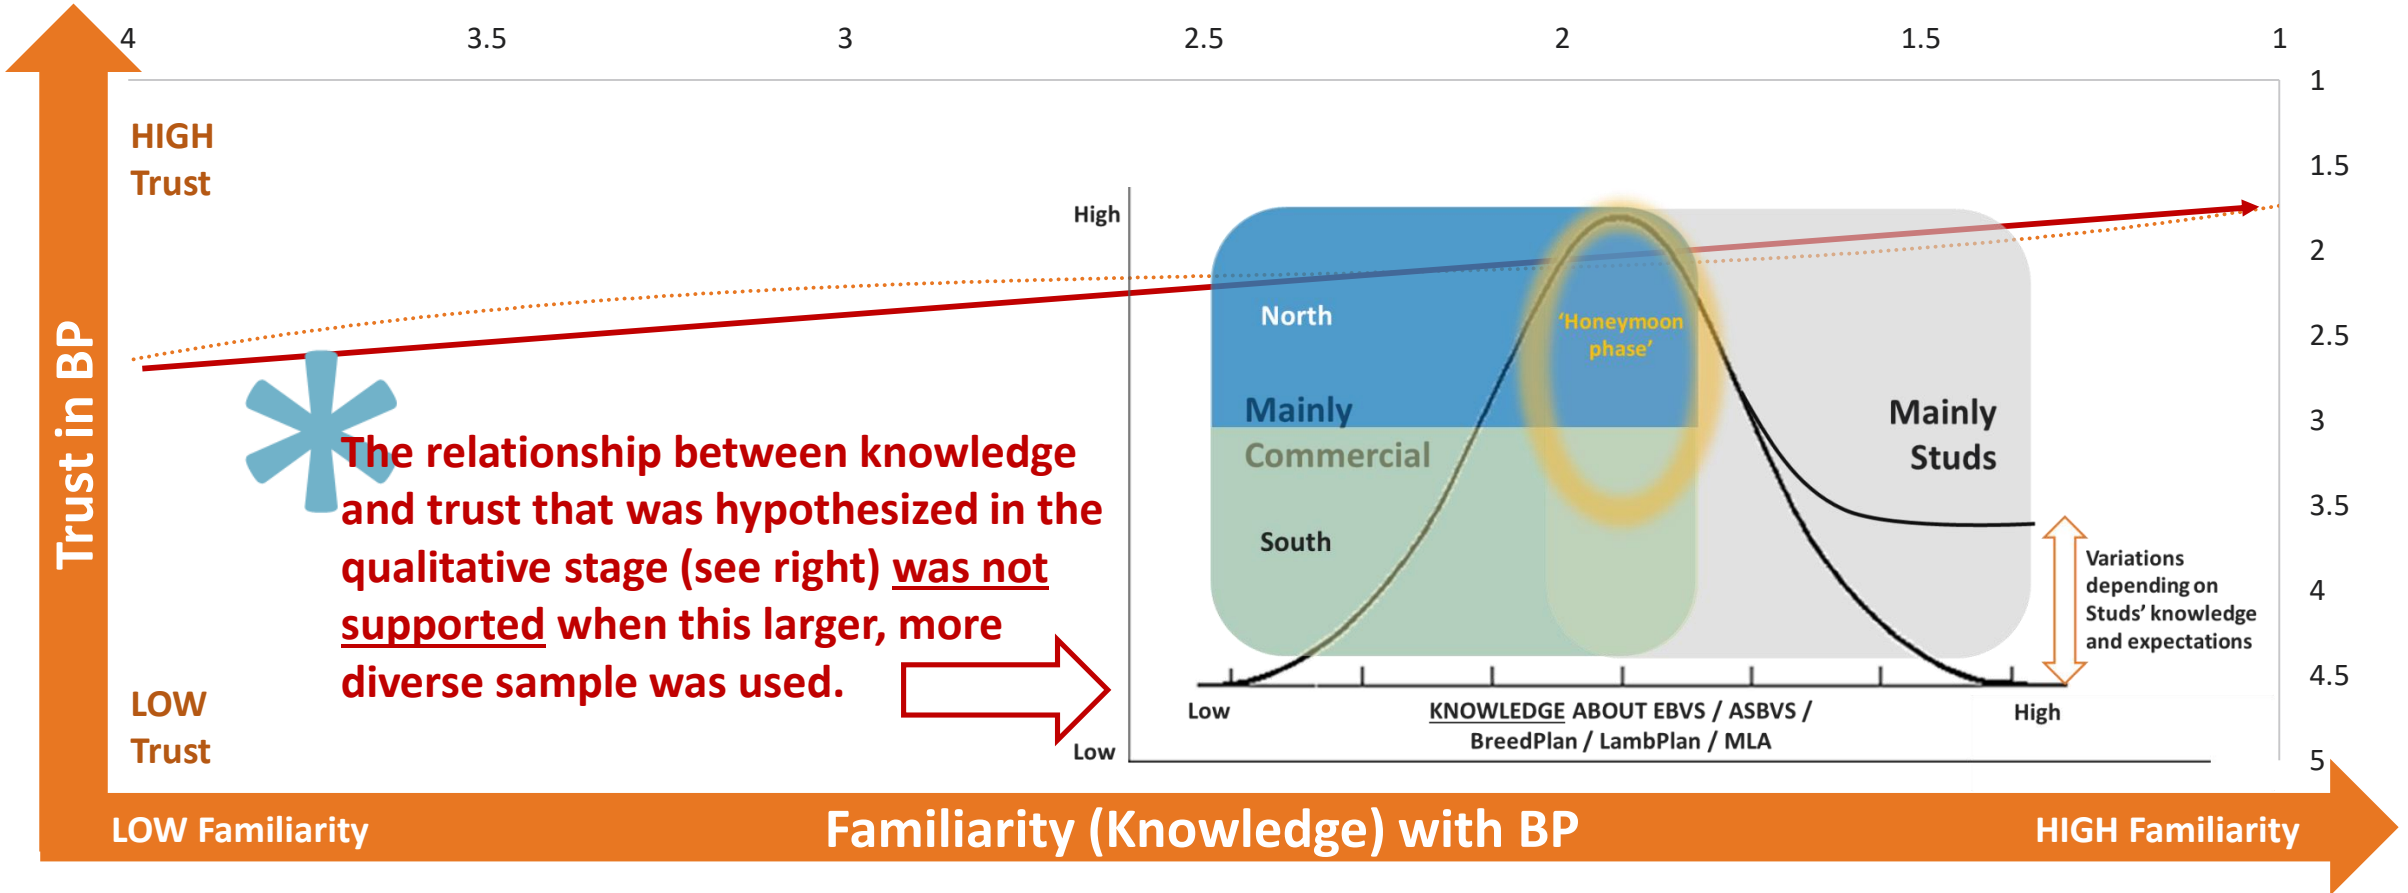 4 3.5 3 2.5 2 1.5 1
1
1.5
2
2.5
3
3.5
4
4.5
5
HIGH
Trust
Trust in BP
LOW
Trust
The relationship between knowledge
and trust that was hypothesized in the
qualitative stage (see right) was not
supported when this larger, more
diverse sample was used.
High
North
'Honeymoon
phase'
Mainly
Commercial
South
Mainly
Studs
Variations
depending on
Studs' knowledge
and expectations
Low
Low
KNOWLEDGE ABOUT EBVS / ASBVS /
BreedPlan / LambPlan / MLA
High
LOW Familiarity
Familiarity (Knowledge) with BP
HIGH Familiarity